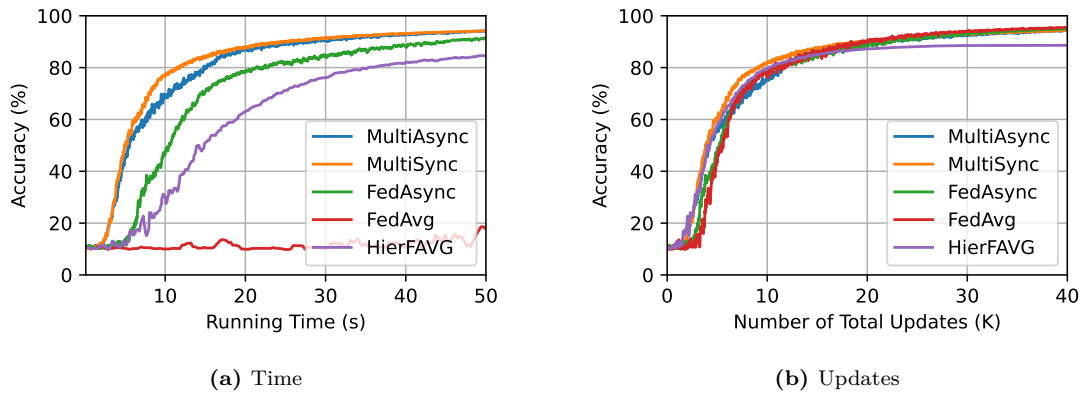 100
80
60
40
20
0
Accuracy (%)
MultiAsync
MultiSync
FedAsync
FedAvg
HierFAVG
10
20
30
40
50
Running Time (s)
(a) Time
100
80
60
40
20
0
Accuracy (%)
MultiAsync
MultiSync
FedAsync
FedAvg
HierFAVG
0
10
20
30
40
Number of Total Updates (K)
(b) Updates